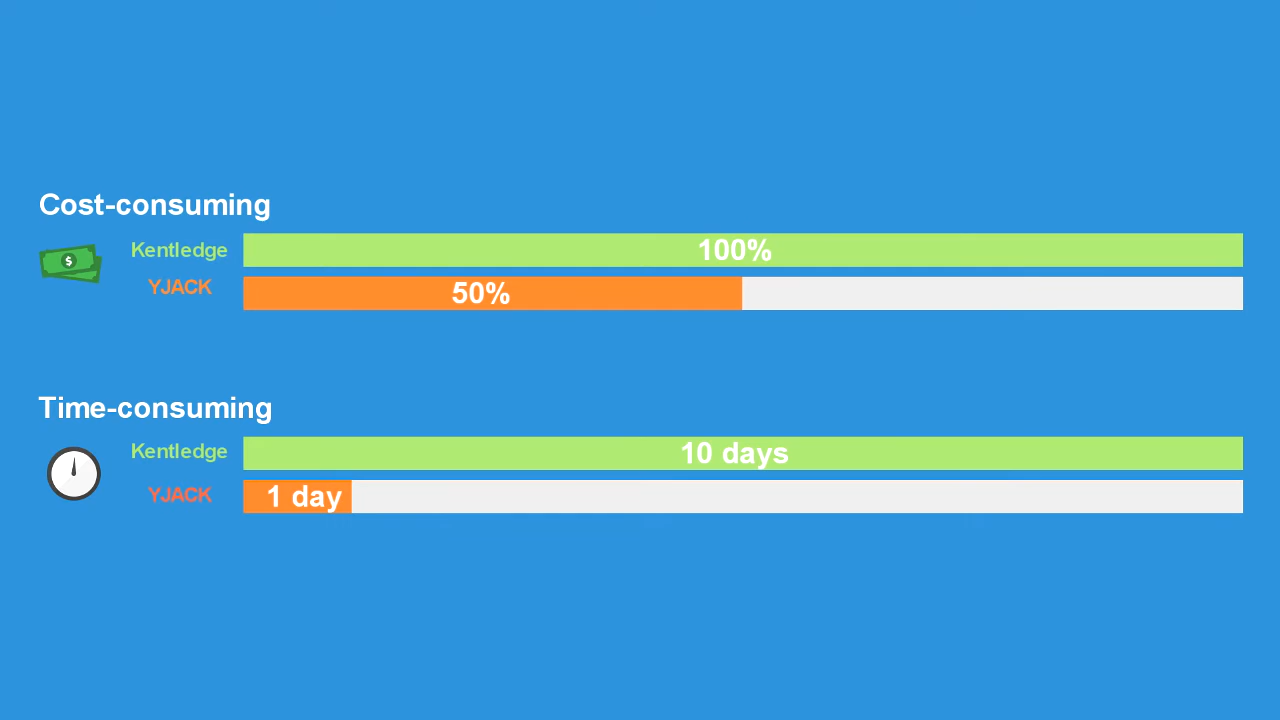 Cost-consuming
$
Kentledge 100%
YJACK 50%
Time-consuming
Kentledge 10 days
YJACK 1 day